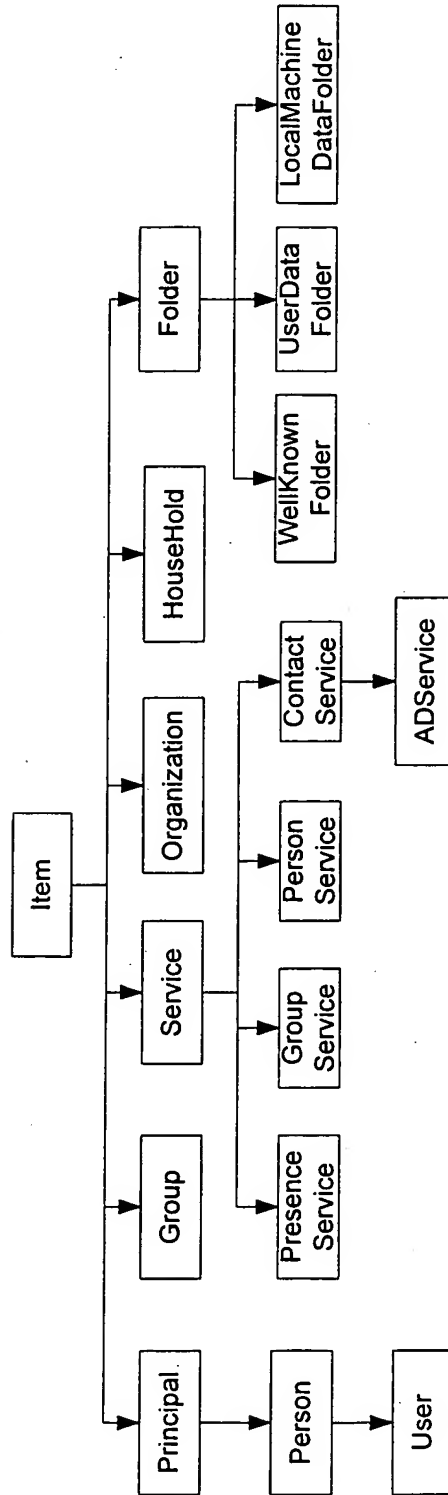 Item
Principal
Group
Service
Organization
HouseHold
Folder
Person
Presence
Service
Group
Service
Person
Service
Contact
Service
WellKnown
Folder
UserData
Folder
LocalMachine
DataFolder
User
ADService